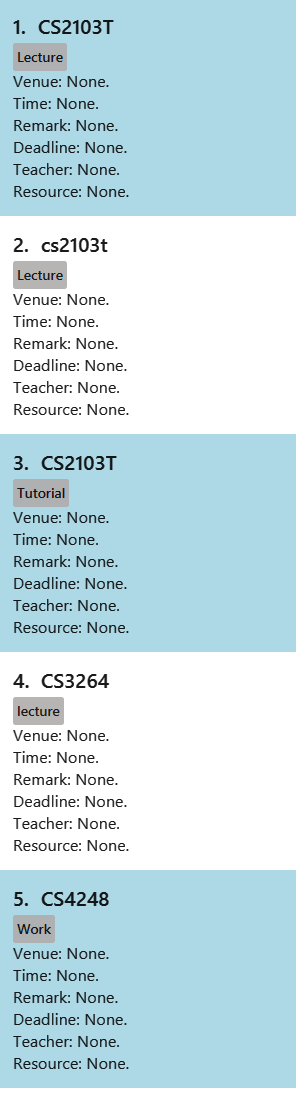 1. CS2103T
Lecture
Venue: None.
Time: None.
Remark: None.
Deadline: None.
Teacher: None.
Resource: None.
2. cs2103t
Lecture
Venue: None.
Time: None.
Remark: None.
Deadline: None.
Teacher: None.
Resource: None.
3. CS2103T
Tutorial
Venue: None.
Time: None.
Remark: None.
Deadline: None.
Teacher: None.
Resource: None.
4. CS3264
lecture
Venue: None.
Time: None.
Remark: None.
Deadline: None.
Teacher: None.
Resource: None.
5. CS4248
Work
Venue: None.
Time: None.
Remark: None.
Deadline: None.
Teacher: None.
Resource: None.